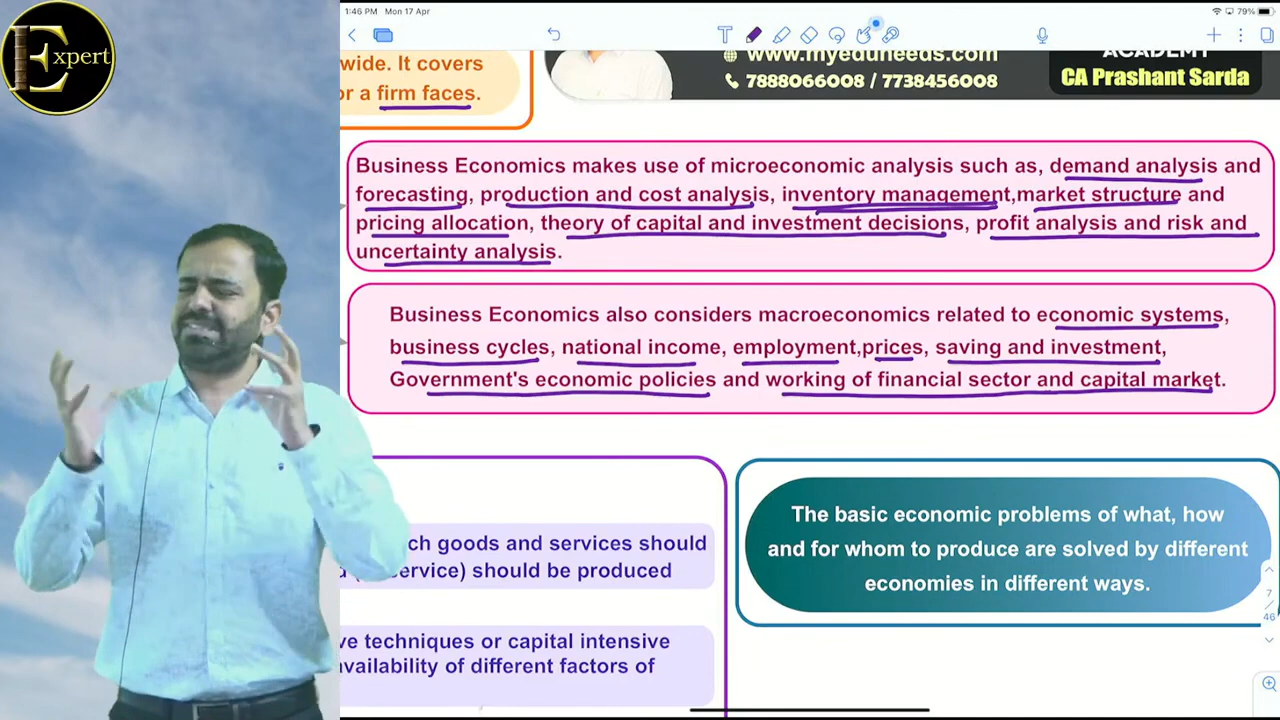 Expert
1:46 PM Mon 17 Apr
79%
wide. It covers
or a firm faces.
www.myeduneeds.com
7888066008 / 7738456008
ACADEMY
CA Prashant Sarda
Business Economics makes use of microeconomic analysis such as, demand analysis and
forecasting, production and cost analysis, inventory management,market structure and
pricing allocation, theory of capital and investment decisions, profit analysis and risk and
uncertainty analysis.
Business Economics also considers macroeconomics related to economic systems,
business cycles, national income, employment,prices, saving and investment,
Government's economic policies and working of financial sector and capital market.
ch goods and services should
service) should be produced
ve techniques or capital intensive
availability of different factors of
The basic economic problems of what, how
and for whom to produce are solved by different
economies in different ways.
7
/
46